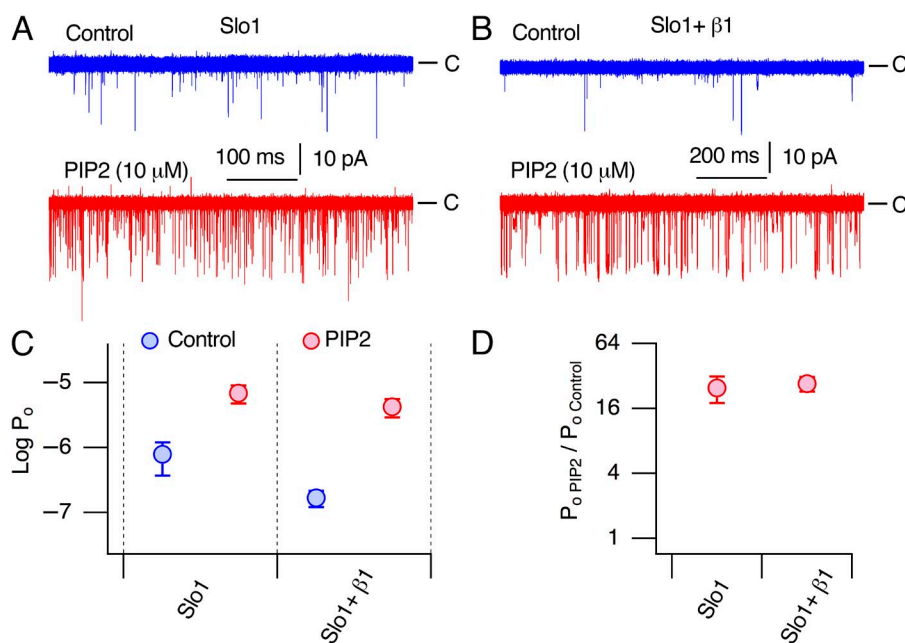 A
Control
Slo1
C
PIP2 (10 μM)
100 ms
10 pA
C
B
Control
Slo1+ β1
C
PIP2 (10 μM)
200 ms
10 pA
C
C
Control
PIP2
Log Po
−5
−6
−7
Slo1
Slo1+ β1
D
Po PIP2 / Po Control
64
16
4
1
Slo1
Slo1+ β1